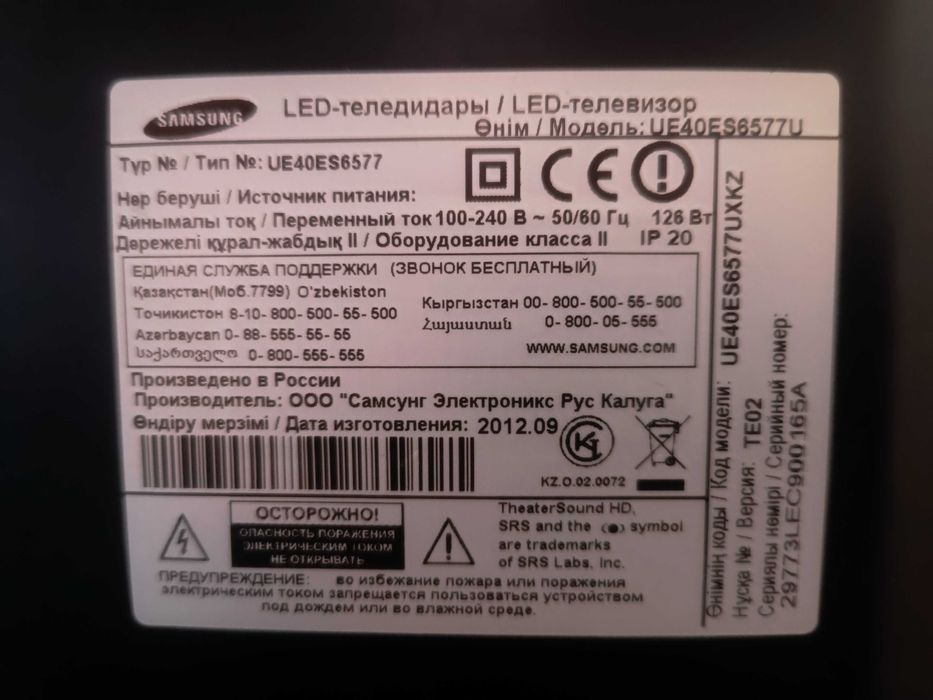 SAMSUNG
LED-теледидары / LED-телевизор
Өнім / Модель: UE40ES6577U
Түр № / Тип №: UE40ES6577
Нәр беруші / Источник питания:
Айнымалы тоқ / Переменный ток 100-240 В ~ 50/60 Гц 126 Вт
Дәрежелі құрал-жабдық II / Оборудование класса II IP 20
ЕДИНАЯ СЛУЖБА ПОДДЕРЖКИ (ЗВОНОК БЕСПЛАТНЫЙ)
Қазақстан(Моб.7799) O'zbekiston
Точикистон 8-10-800-500-55-500
Azərbaycan 0-88-555-55-55
საქართველო 0-800-555-555
Кыргызстан 00-800-500-55-500
Հայաստան 0-800-05-555
WWW.SAMSUNG.COM
Произведено в России
Производитель: ООО "Самсунг Электроникс Рус Калуга"
Өндіру мерзімі / Дата изготовления: 2012.09
KZ.O.02.0072
ОСТОРОЖНО!
ОПАСНОСТЬ ПОРАЖЕНИЯ
ЭЛЕКТРИЧЕСКИМ ТОКОМ
НЕ ОТКРЫВАТЬ
TheaterSound HD,
SRS and the (●) symbol
are trademarks
of SRS Labs, Inc.
ПРЕДУПРЕЖДЕНИЕ: во избежание пожара или поражения
электрическим током запрещается пользоваться устройством
под дождем или во влажной среде.
Өнімнін коды / Код модели: UE40ES6577UXKZ
Нұсқа № / Версия: TE02
Сериялы нөмірі / Серийный номер:
29773LEC900165A